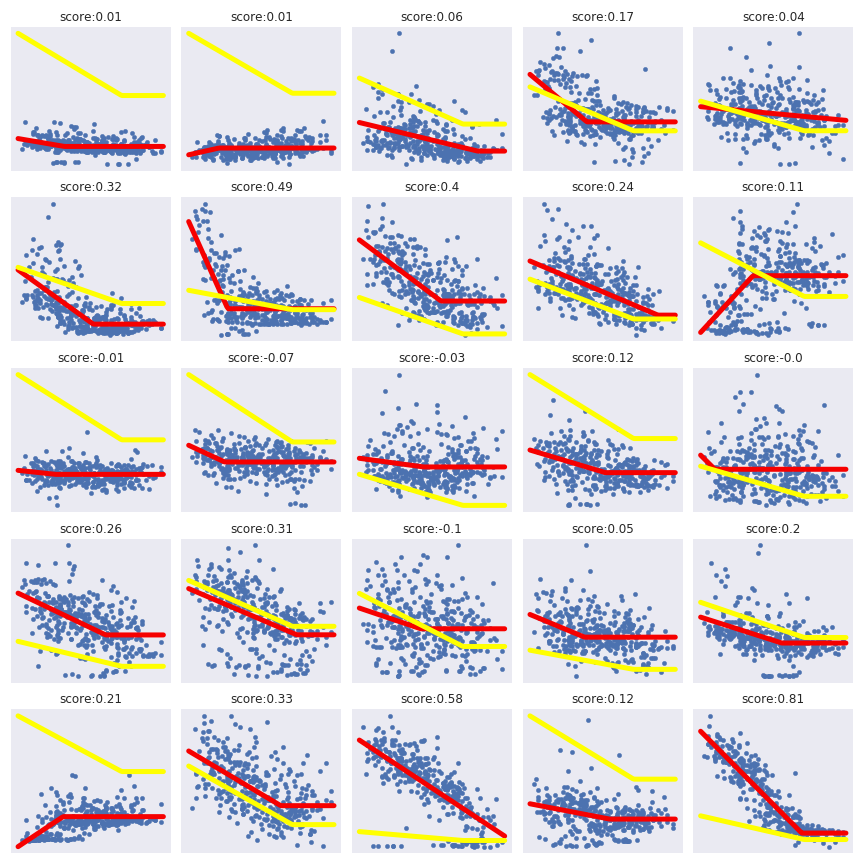 score:0.01 score:0.01 score:0.06 score:0.17 score:0.04
score:0.32 score:0.49 score:0.4 score:0.24 score:0.11
score:-0.01 score:-0.07 score:-0.03 score:0.12 score:-0.0
score:0.26 score:0.31 score:-0.1 score:0.05 score:0.2
score:0.21 score:0.33 score:0.58 score:0.12 score:0.81